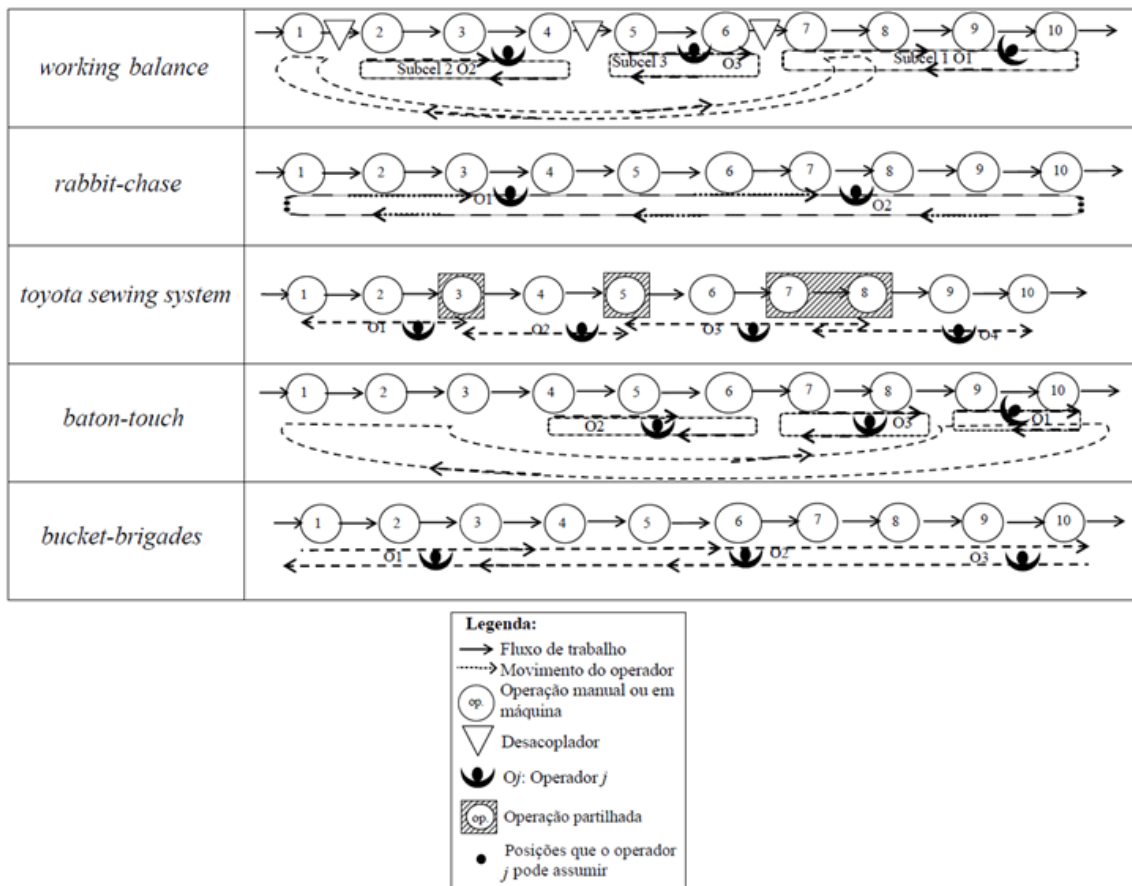 working balance
1 2 3 4 5 6 7 8 9 10
Subcel 2 O2 Subcel 3 O3 Subcel 1 O1
rabbit-chase
1 2 3 4 5 6 7 8 9 10
O1 O2
toyota sewing system
1 2 3 4 5 6 7 8 9 10
O1 O2 O3 O4
baton-touch
1 2 3 4 5 6 7 8 9 10
O2 O3 O1
bucket-brigades
1 2 3 4 5 6 7 8 9 10
O1 O2 O3
Legenda:
Fluxo de trabalho
Movimento do operador
op. Operação manual ou em
máquina
Desacoplador
Oj: Operador j
op. Operação partilhada
Posições que o operador
j pode assumir